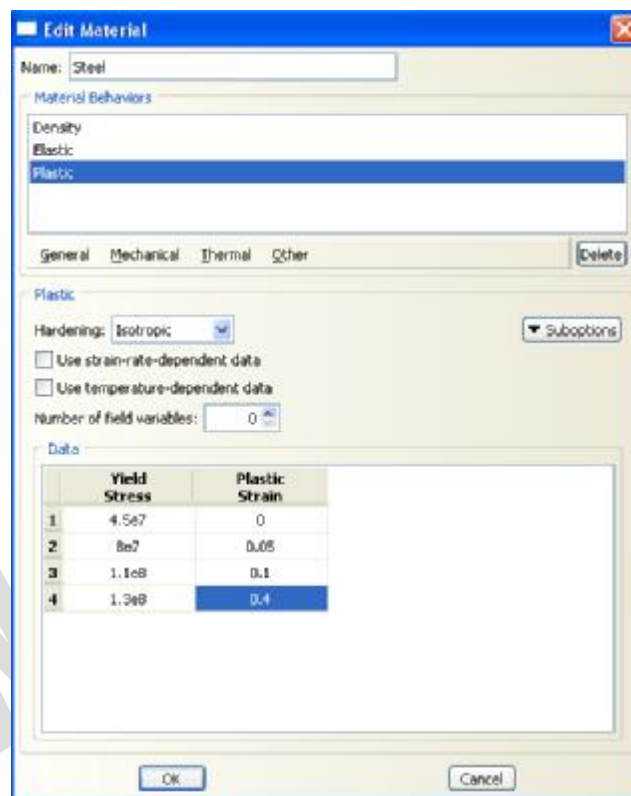 Edit Material
Name: Steel
Material Behaviors
Density
Elastic
Plastic
General Mechanical Thermal Other Delete
Plastic
Hardening: Isotropic Suboptions
Use strain-rate-dependent data
Use temperature-dependent data
Number of field variables: 0
Data
Yield Stress Plastic Strain
1 4.5e7 0
2 8e7 0.05
3 1.1e8 0.1
4 1.3e8 0.4
OK Cancel